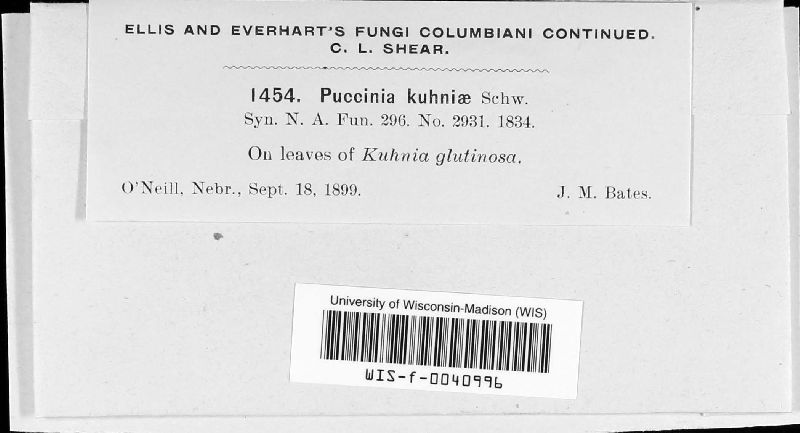 ELLIS AND EVERHART'S FUNGI COLUMBIANI CONTINUED.
C. L. SHEAR.
1454. Puccinia kuhniæ Schw.
Syn. N. A. Fun. 296. No. 2931. 1834.
On leaves of Kuhnia glutinosa.
O'Neill, Nebr., Sept. 18, 1899. J. M. Bates.
University of Wisconsin-Madison (WIS)
WIS-f-0040996